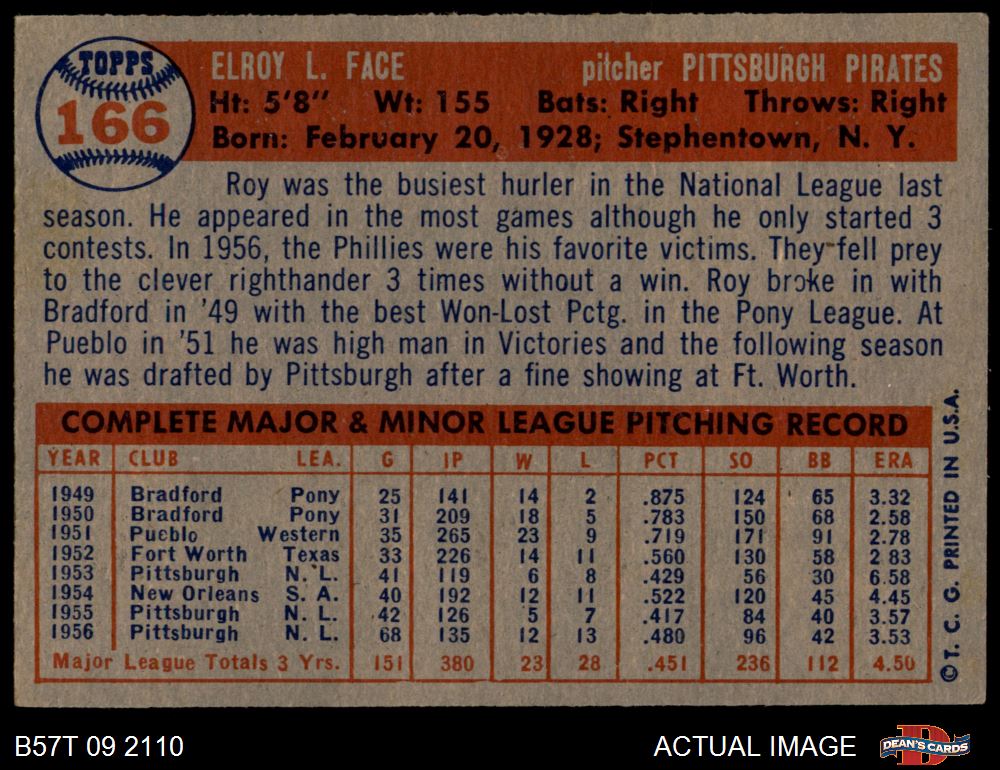 TOPPS
166
ELROY L. FACE pitcher PITTSBURGH PIRATES
Ht: 5'8" Wt: 155 Bats: Right Throws: Right
Born: February 20, 1928; Stephentown, N. Y.
Roy was the busiest hurler in the National League last
season. He appeared in the most games although he only started 3
contests. In 1956, the Phillies were his favorite victims. They fell prey
to the clever righthander 3 times without a win. Roy broke in with
Bradford in '49 with the best Won-Lost Pctg. in the Pony League. At
Pueblo in '51 he was high man in Victories and the following season
he was drafted by Pittsburgh after a fine showing at Ft. Worth.
COMPLETE MAJOR & MINOR LEAGUE PITCHING RECORD
YEAR CLUB LEA. G IP W L PCT SO BB ERA
1949 Bradford Pony 25 141 14 2 .875 124 65 3.32
1950 Bradford Pony 31 209 18 5 .783 150 68 2.58
1951 Pueblo Western 35 265 23 9 .719 171 91 2.78
1952 Fort Worth Texas 33 226 14 11 .560 130 58 2 83
1953 Pittsburgh N. L. 41 119 6 8 .429 56 30 6.58
1954 New Orleans S. A. 40 192 12 11 .522 120 45 4.45
1955 Pittsburgh N. L. 42 126 5 7 .417 84 40 3.57
1956 Pittsburgh N. L. 68 135 12 13 .480 96 42 3.53
Major League Totals 3 Yrs. 151 380 23 28 .451 236 112 4.50
©T. C. G. PRINTED IN U.S.A.
B57T 09 2110 ACTUAL IMAGE
D
DEAN'S CARDS